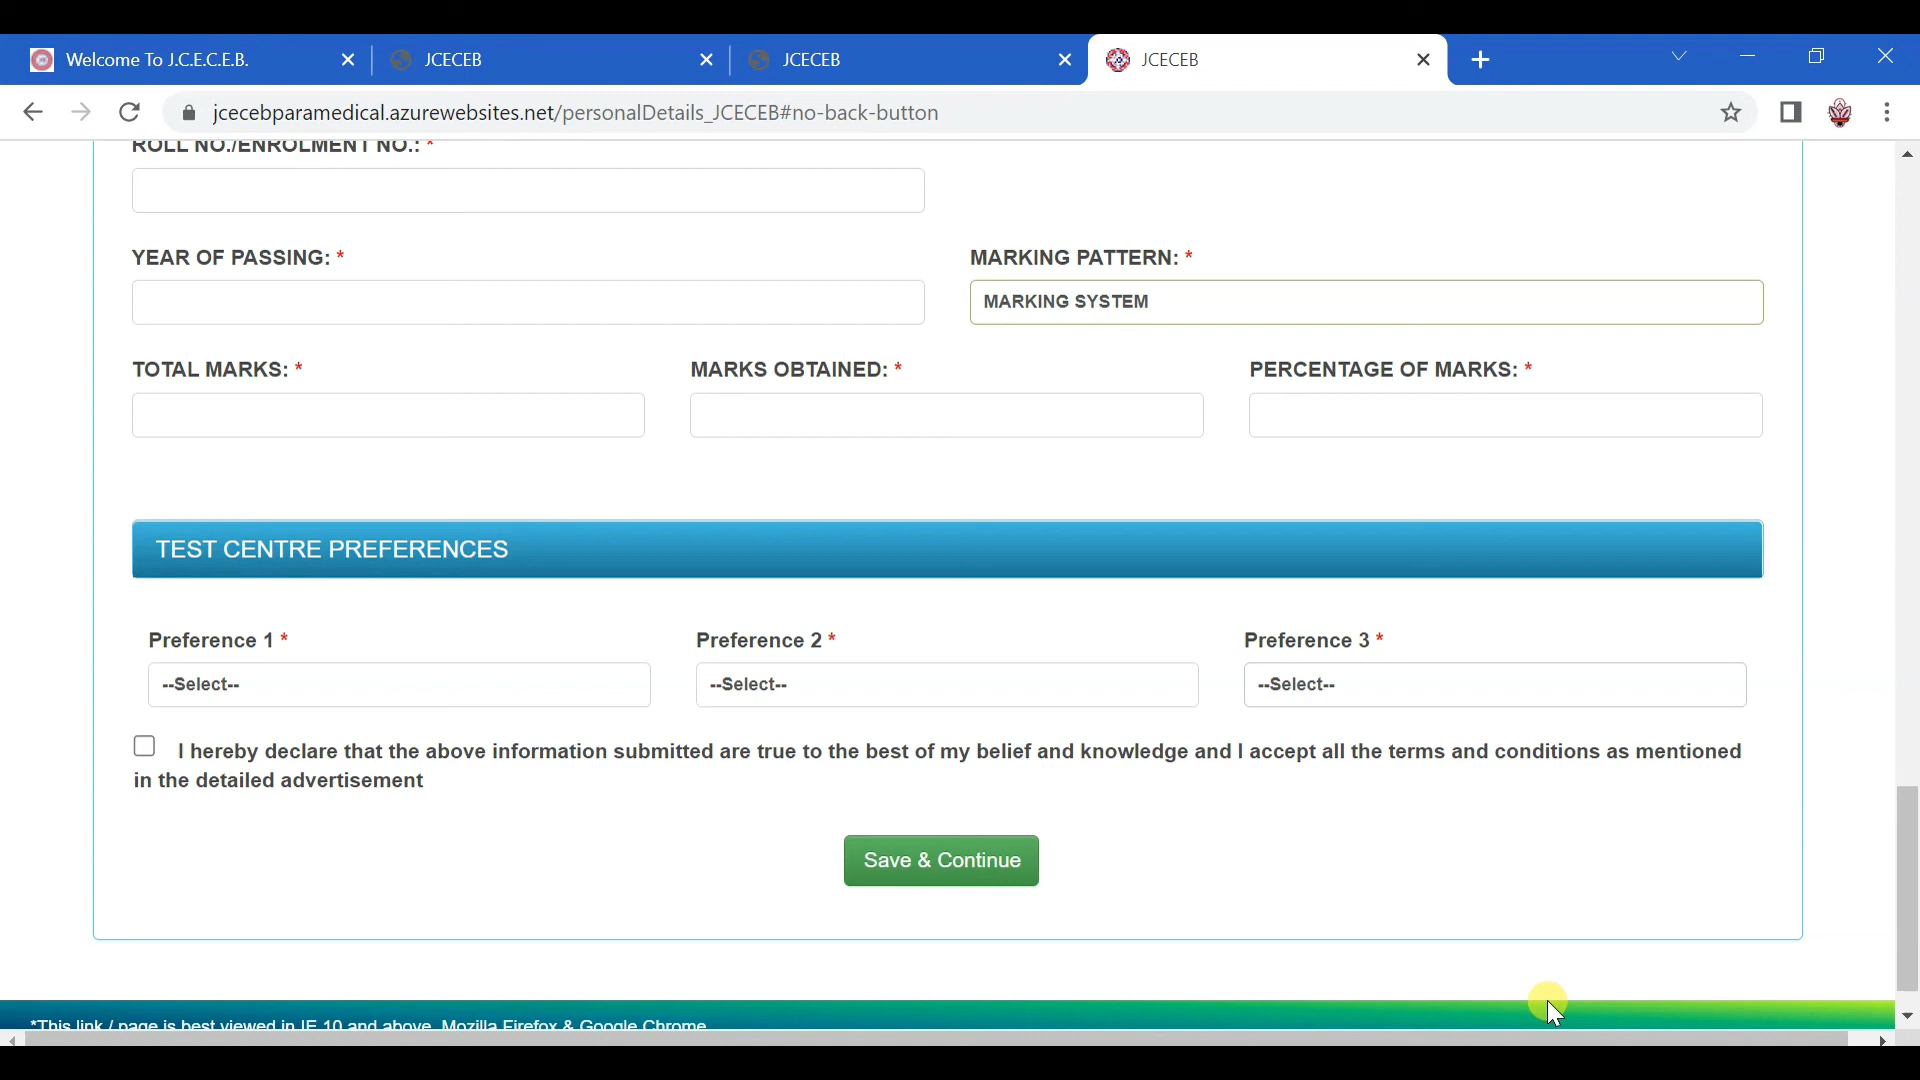 Welcome To J.C.E.C.E.B.
JCECEB
JCECEB
JCECEB
jcecebparamedical.azurewebsites.net/personalDetails_JCECEB#no-back-button
ROLL NO./ENROLMENT NO.: *
YEAR OF PASSING: *
MARKING PATTERN: *
MARKING SYSTEM
TOTAL MARKS: *
MARKS OBTAINED: *
PERCENTAGE OF MARKS: *
TEST CENTRE PREFERENCES
Preference 1 *
Preference 2 *
Preference 3 *
--Select--
--Select--
--Select--
I hereby declare that the above information submitted are true to the best of my belief and knowledge and I accept all the terms and conditions as mentioned
in the detailed advertisement
Save & Continue
*This link / page is best viewed in IE 10 and above, Mozilla Firefox & Google Chrome